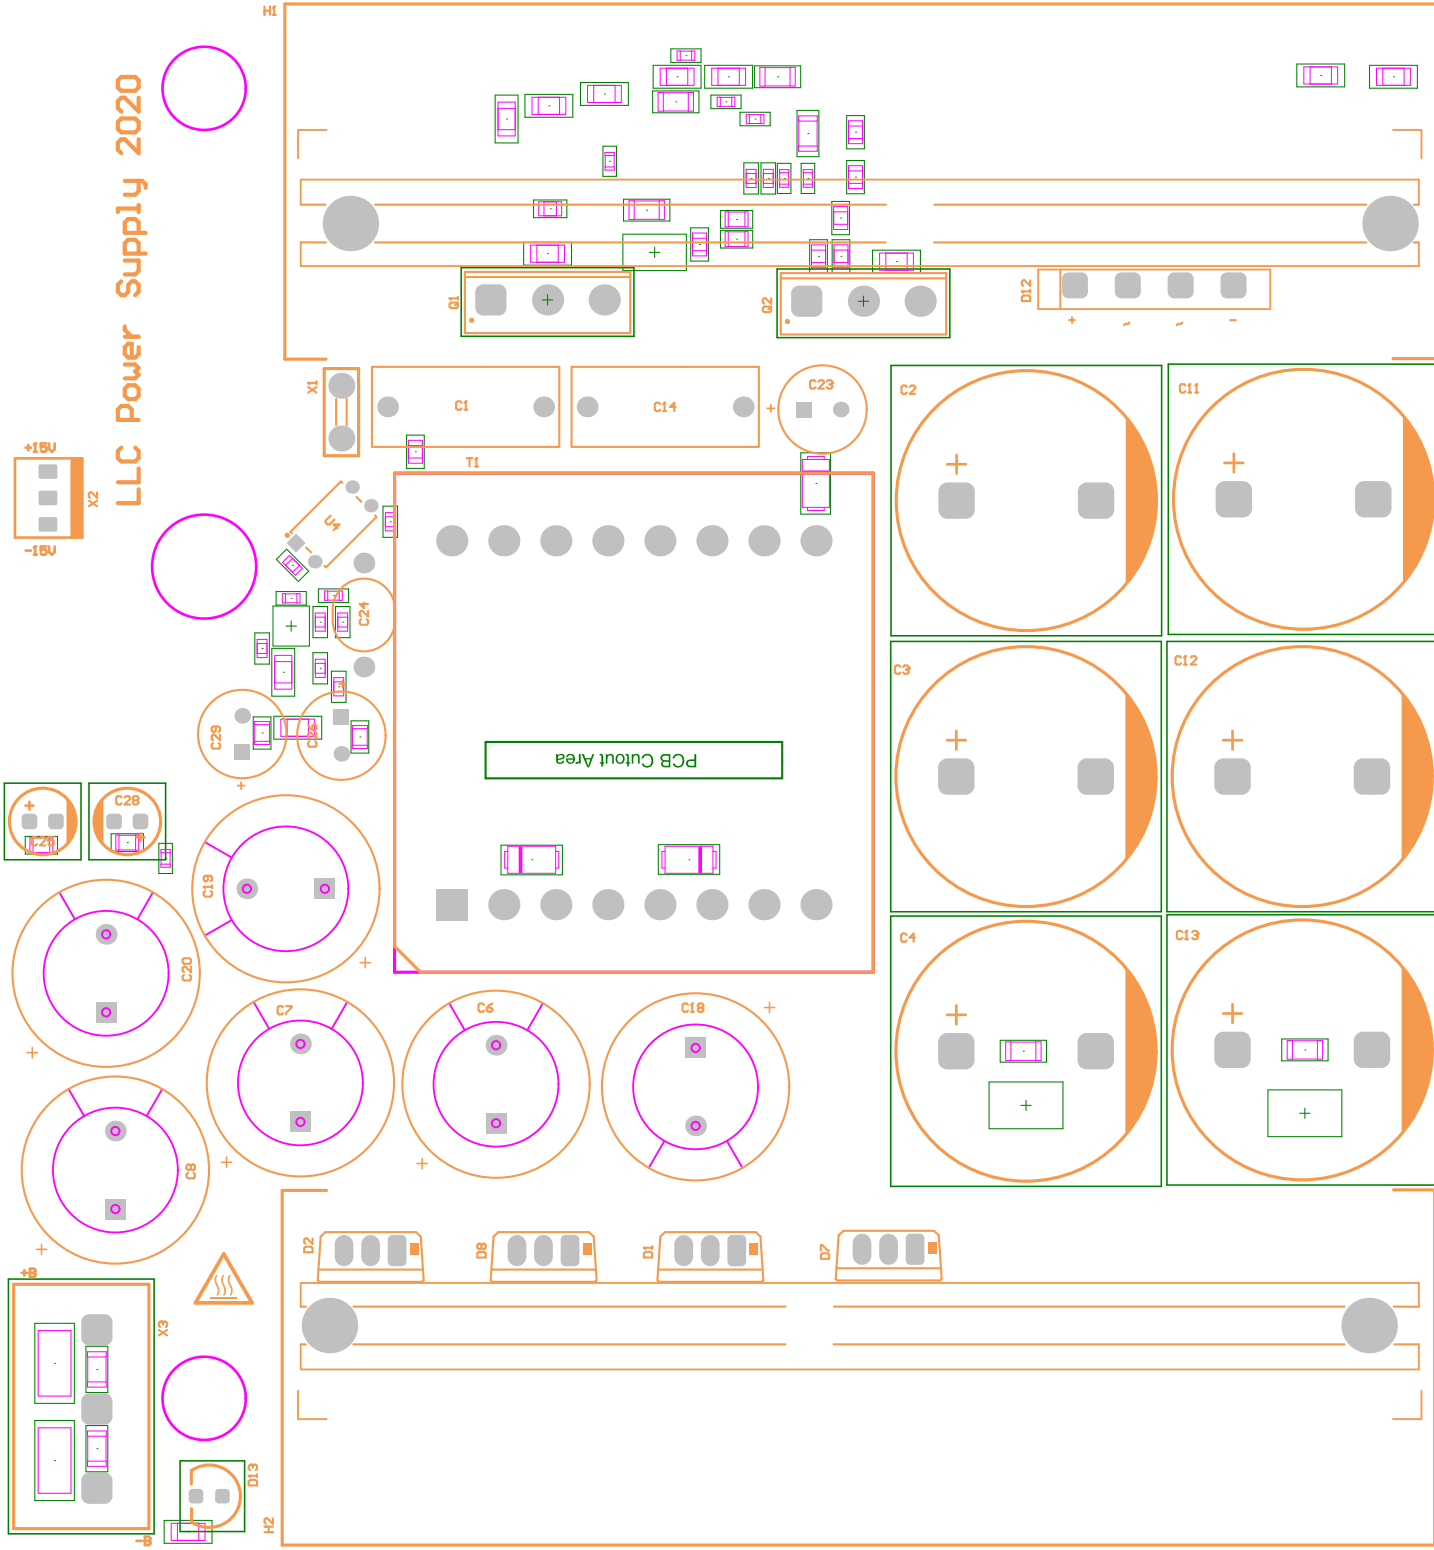 H1
LLC Power Supply 2020
Q1
Q2
D12
+
~
~
-
X1
C1
C14
C23
+
C2
C11
+15V
X2
-15V
T1
U4
C24
C3
C12
C29
+
PCB Cutout Area
C28
C25
C19
C20
C7
C6
C18
C4
C13
C8
D2
D8
D1
D7
+B
X3
D13
H2
-B